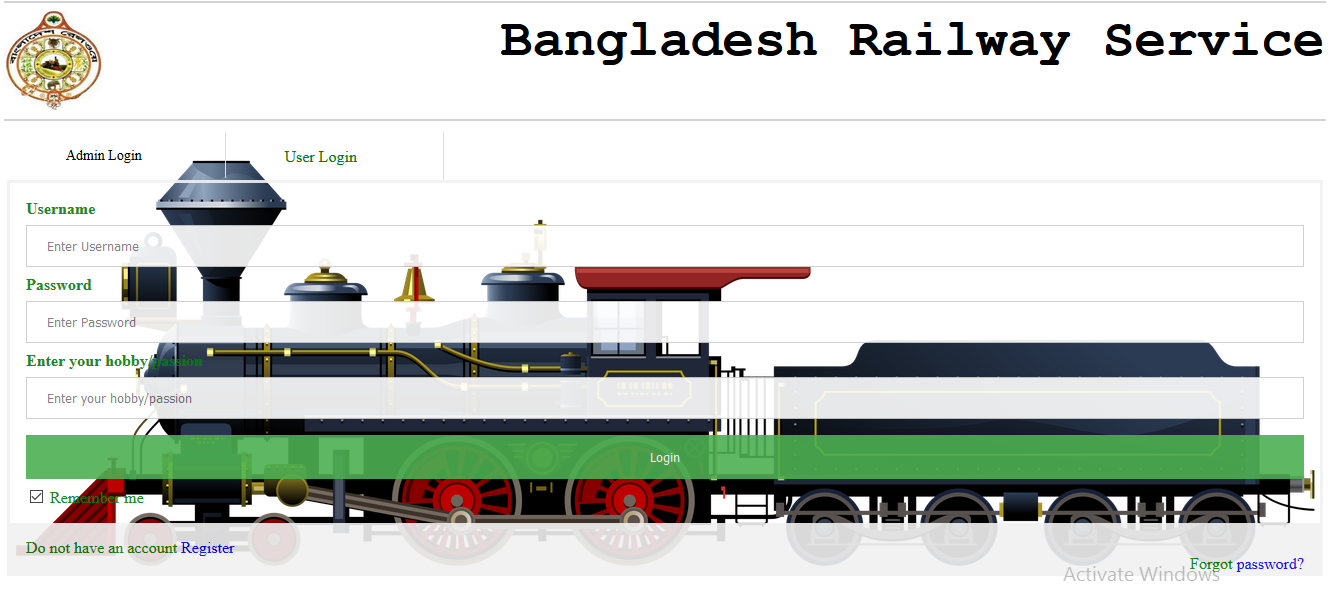 Bangladesh Railway Service
বাংলাদেশ রেলওয়ে
Admin Login
User Login
Username
Enter Username
Password
Enter Password
Enter your hobby/passion
Enter your hobby/passion
Login
Remember me
Do not have an account Register
Forgot password?
Activate Windows